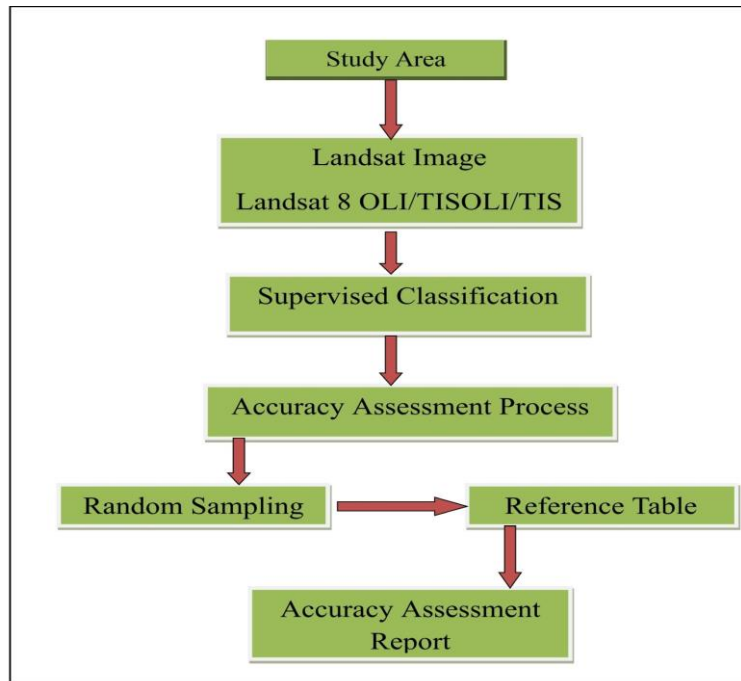 Study Area
Landsat Image
Landsat 8 OLI/TISOLI/TIS
Supervised Classification
Accuracy Assessment Process
Random Sampling
Reference Table
Accuracy Assessment
Report